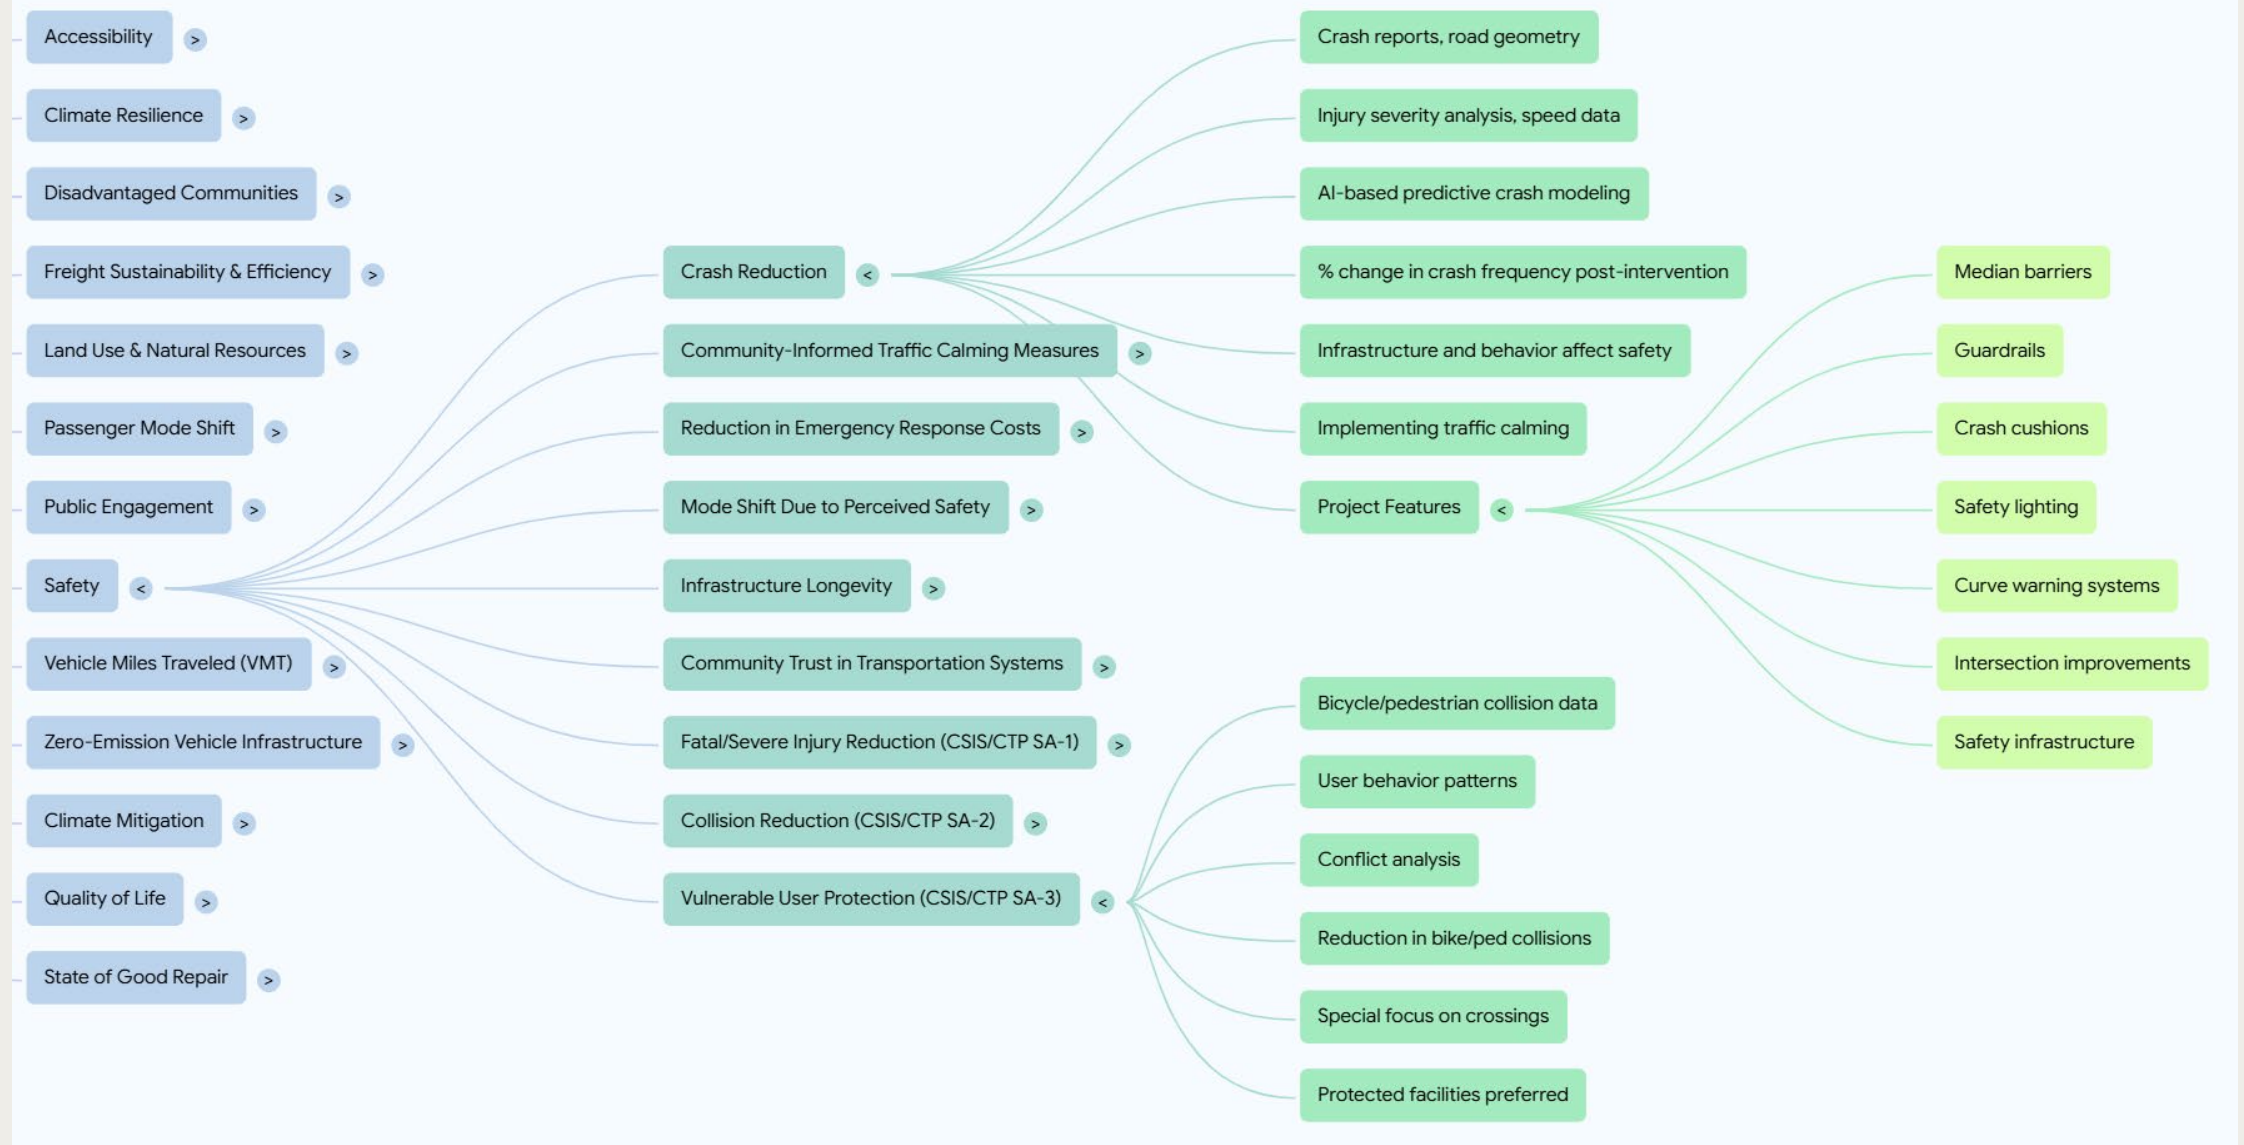 Accessibility >
Climate Resilience >
Disadvantaged Communities >
Freight Sustainability & Efficiency >
Land Use & Natural Resources >
Passenger Mode Shift >
Public Engagement >
Safety <
Vehicle Miles Traveled (VMT) >
Zero-Emission Vehicle Infrastructure >
Climate Mitigation >
Quality of Life >
State of Good Repair >
Crash Reduction <
Community-Informed Traffic Calming Measures >
Reduction in Emergency Response Costs >
Mode Shift Due to Perceived Safety >
Infrastructure Longevity >
Community Trust in Transportation Systems >
Fatal/Severe Injury Reduction (CSIS/CTP SA-1) >
Collision Reduction (CSIS/CTP SA-2) >
Vulnerable User Protection (CSIS/CTP SA-3) <
Crash reports, road geometry
Injury severity analysis, speed data
AI-based predictive crash modeling
% change in crash frequency post-intervention
Infrastructure and behavior affect safety
Implementing traffic calming
Project Features <
Bicycle/pedestrian collision data
User behavior patterns
Conflict analysis
Reduction in bike/ped collisions
Special focus on crossings
Protected facilities preferred
Median barriers
Guardrails
Crash cushions
Safety lighting
Curve warning systems
Intersection improvements
Safety infrastructure